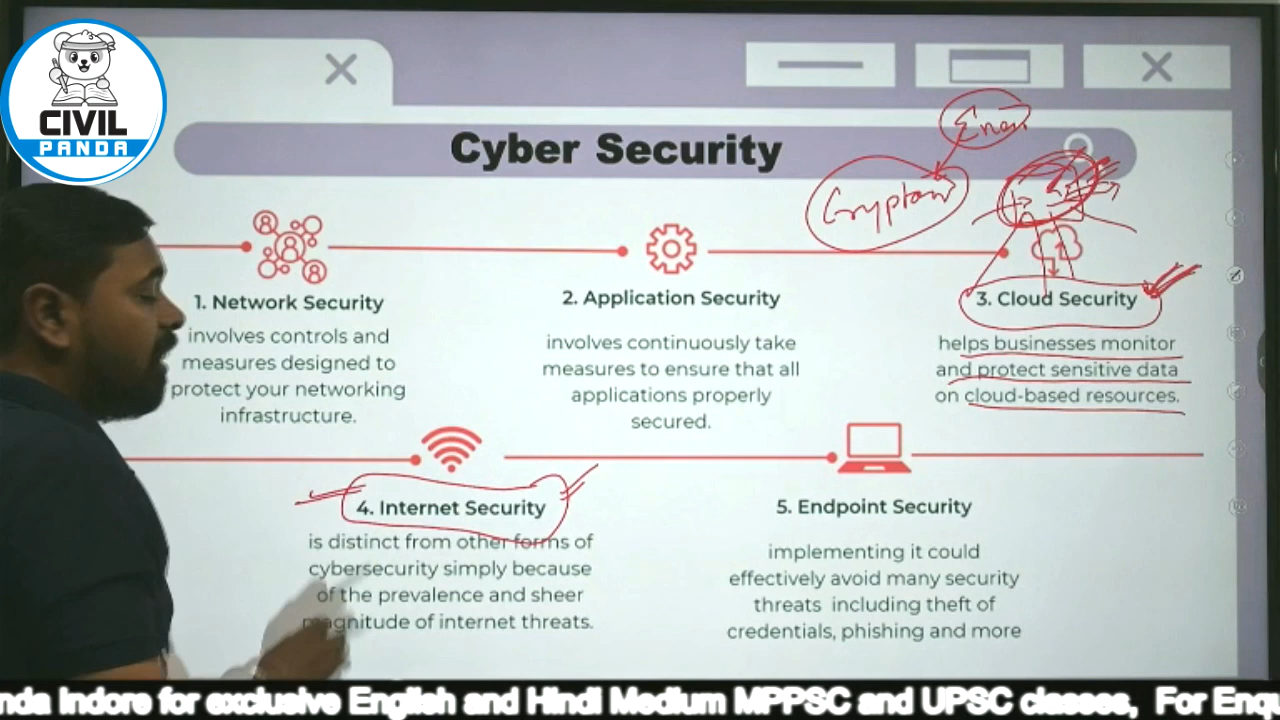 CIVIL
PANDA
Cyber Security
1. Network Security
involves controls and
measures designed to
protect your networking
infrastructure.
2. Application Security
involves continuously take
measures to ensure that all
applications properly
secured.
3. Cloud Security
helps businesses monitor
and protect sensitive data
on cloud-based resources.
4. Internet Security
is distinct from other forms of
cybersecurity simply because
of the prevalence and sheer
magnitude of internet threats.
5. Endpoint Security
implementing it could
effectively avoid many security
threats including theft of
credentials, phishing and more
nda Indore for exclusive English and Hindi Medium MPPSC and UPSC classes, For Enqu